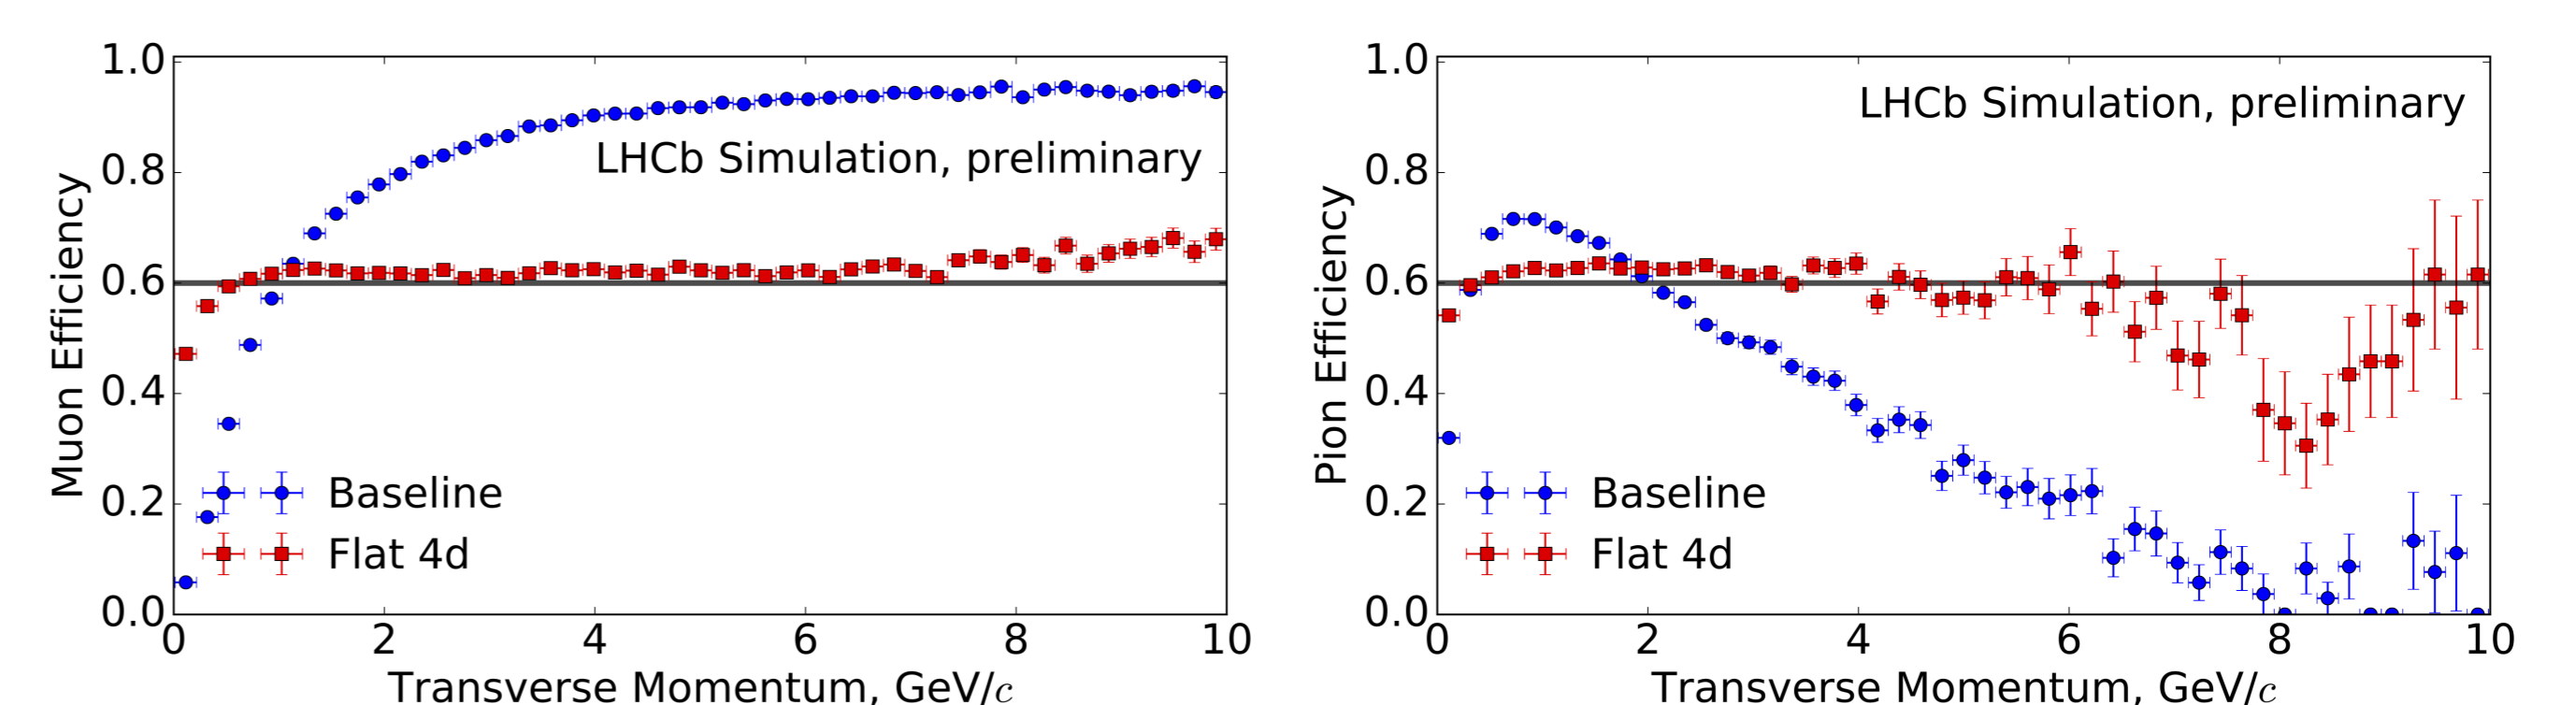 Muon Efficiency
1.0
0.8
0.6
0.4
0.2
0.0
LHCb Simulation, preliminary
Baseline
Flat 4d
0 2 4 6 8 10
Transverse Momentum, GeV/c
Pion Efficiency
1.0
0.8
0.6
0.4
0.2
0.0
LHCb Simulation, preliminary
Baseline
Flat 4d
0 2 4 6 8 10
Transverse Momentum, GeV/c